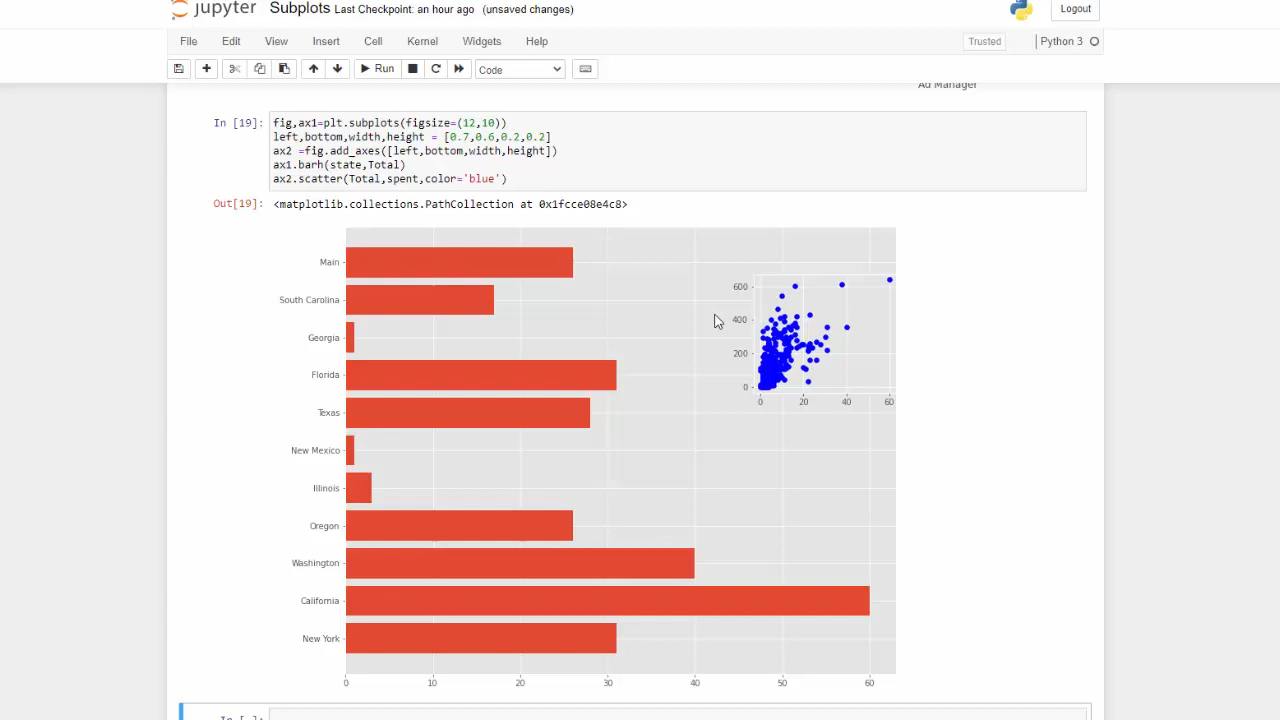 jupyter Subplots Last Checkpoint: an hour ago (unsaved changes)
Logout
File Edit View Insert Cell Kernel Widgets Help
Trusted
Python 3
Run
Code
Ad Manager
In [19]:
fig,ax1=plt.subplots(figsize=(12,10))
left,bottom,width,height = [0.7,0.6,0.2,0.2]
ax2 =fig.add_axes([left,bottom,width,height])
ax1.barh(state,Total)
ax2.scatter(Total,spent,color='blue')
Out[19]: <matplotlib.collections.PathCollection at 0x1fcce08e4c8>
Main
South Carolina
Georgia
Florida
Texas
New Mexico
Illinois
Oregon
Washington
California
New York
0 10 20 30 40 50 60
600
400
200
0
0 20 40 60
In [ ]: